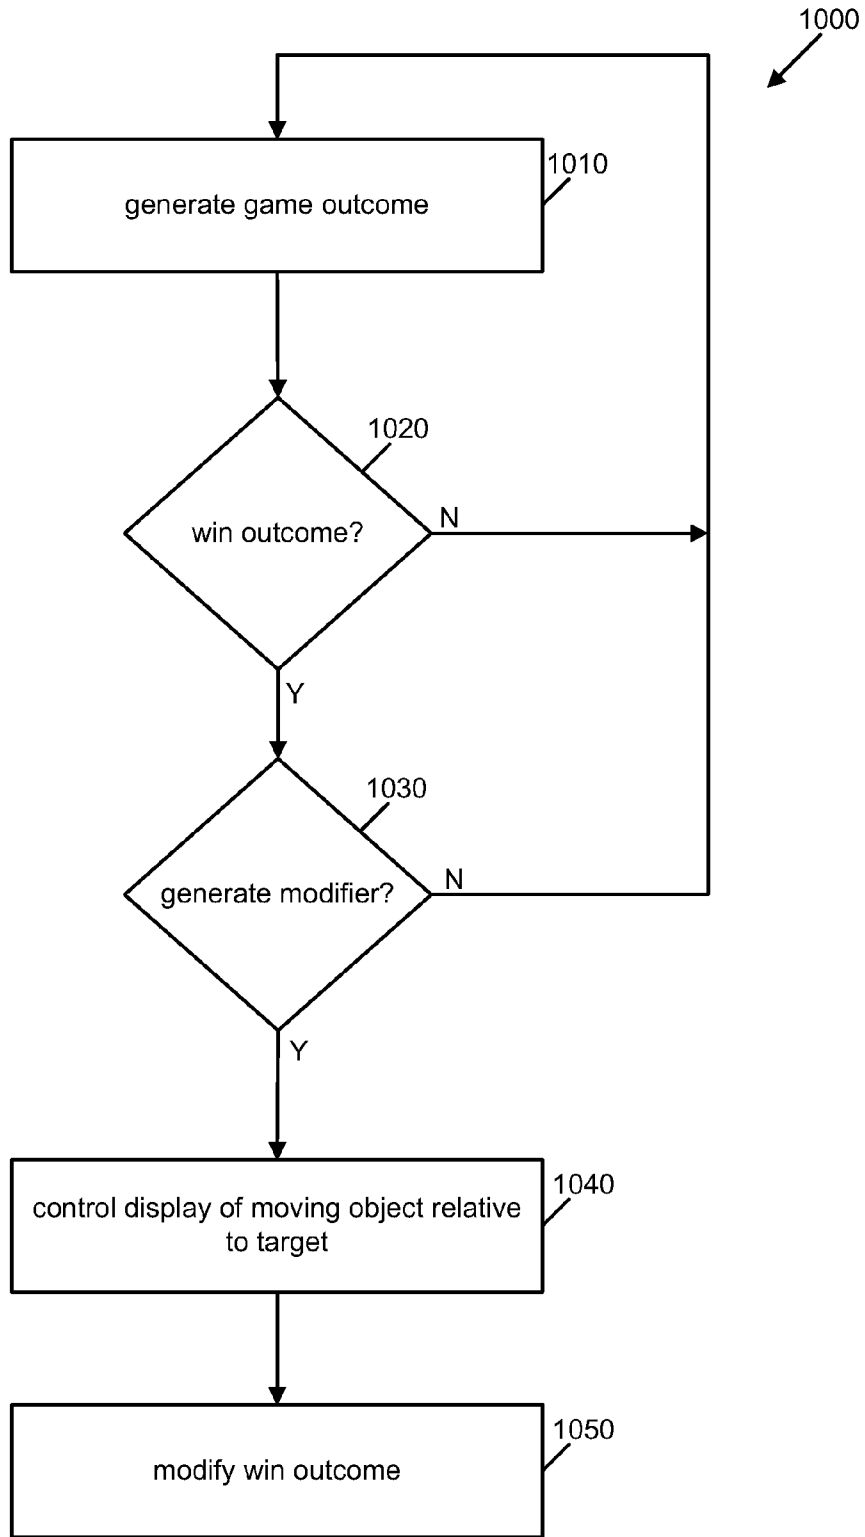 1000
generate game outcome
1010
win outcome?
1020
N
Y
generate modifier?
1030
N
Y
control display of moving object relative
to target
1040
modify win outcome
1050